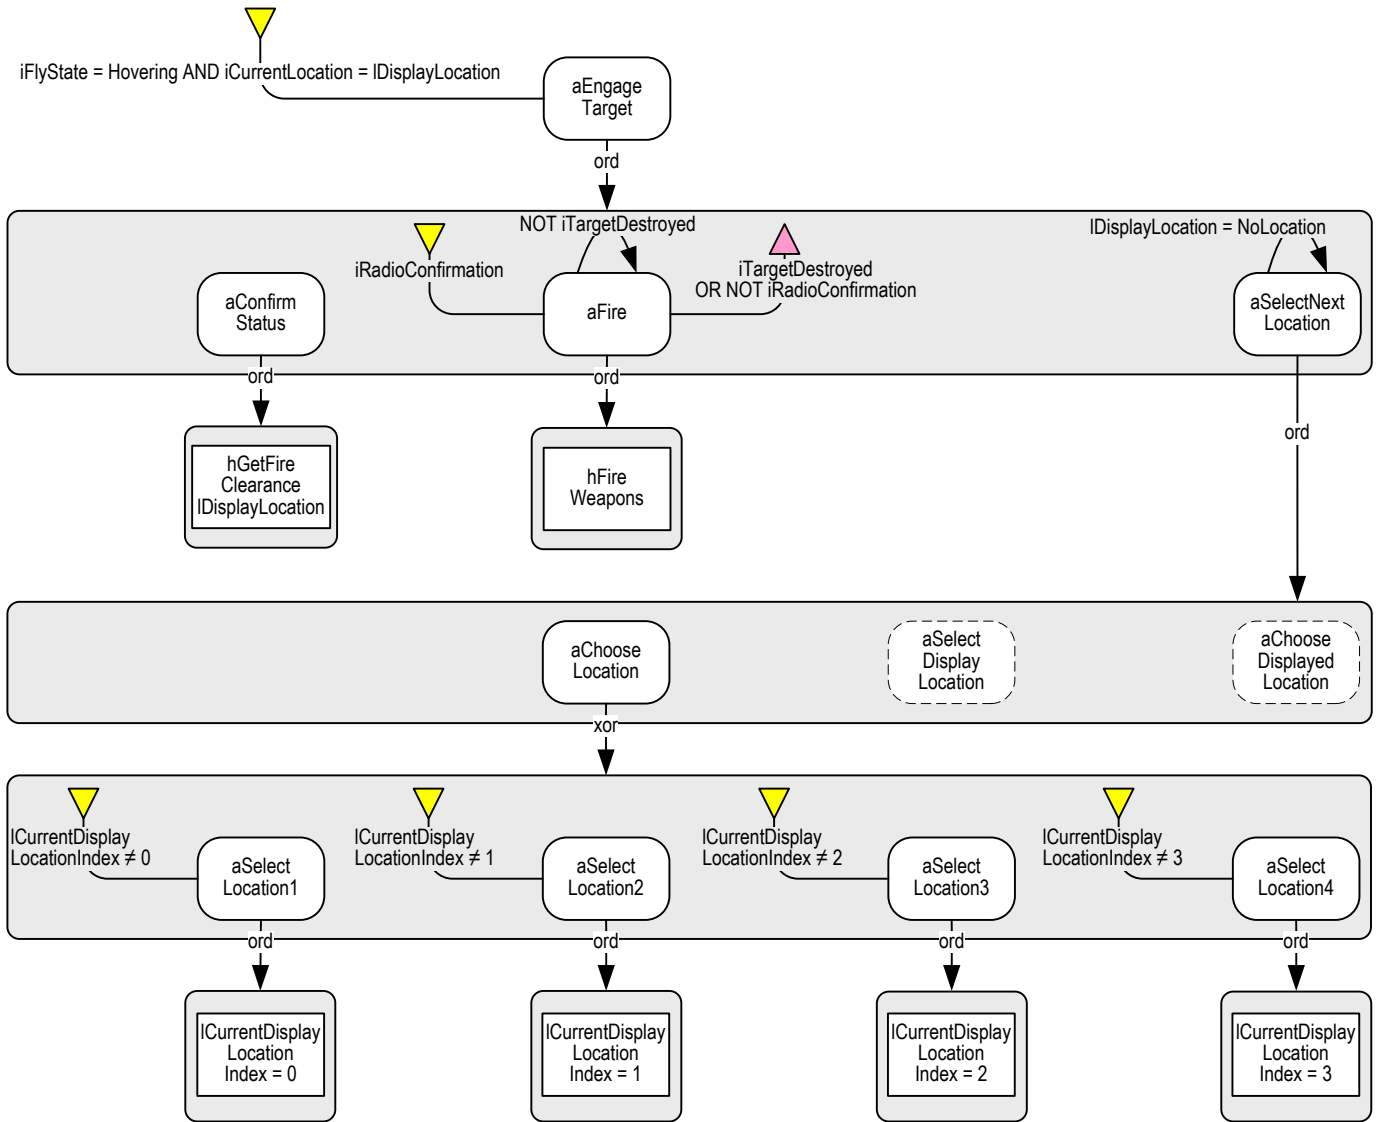 iFlyState = Hovering AND iCurrentLocation = lDisplayLocation
aEngage
Target
ord
NOT iTargetDestroyed
lDisplayLocation = NoLocation
iRadioConfirmation
iTargetDestroyed
OR NOT iRadioConfirmation
aConfirm
Status
aFire
aSelectNext
Location
ord
ord
ord
hGetFire
Clearance
lDisplayLocation
hFire
Weapons
aChoose
Location
aSelect
Display
Location
aChoose
Displayed
Location
xor
lCurrentDisplay
LocationIndex ≠ 0
aSelect
Location1
lCurrentDisplay
LocationIndex ≠ 1
aSelect
Location2
lCurrentDisplay
LocationIndex ≠ 2
aSelect
Location3
lCurrentDisplay
LocationIndex ≠ 3
aSelect
Location4
ord
ord
ord
ord
lCurrentDisplay
Location
Index = 0
lCurrentDisplay
Location
Index = 1
lCurrentDisplay
Location
Index = 2
lCurrentDisplay
Location
Index = 3